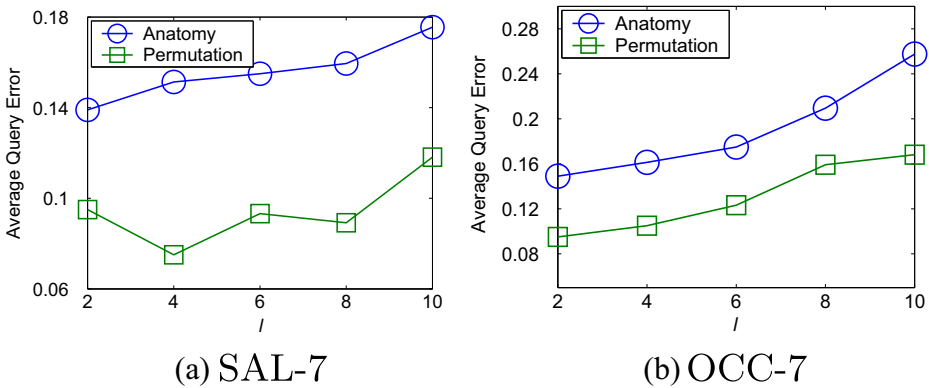 0.18
0.14
0.1
0.06
Average Query Error
Anatomy
Permutation
2 4 6 8 10
l
(a) SAL-7
0.28
0.24
0.2
0.16
0.12
0.08
Average Query Error
Anatomy
Permutation
2 4 6 8 10
l
(b) OCC-7